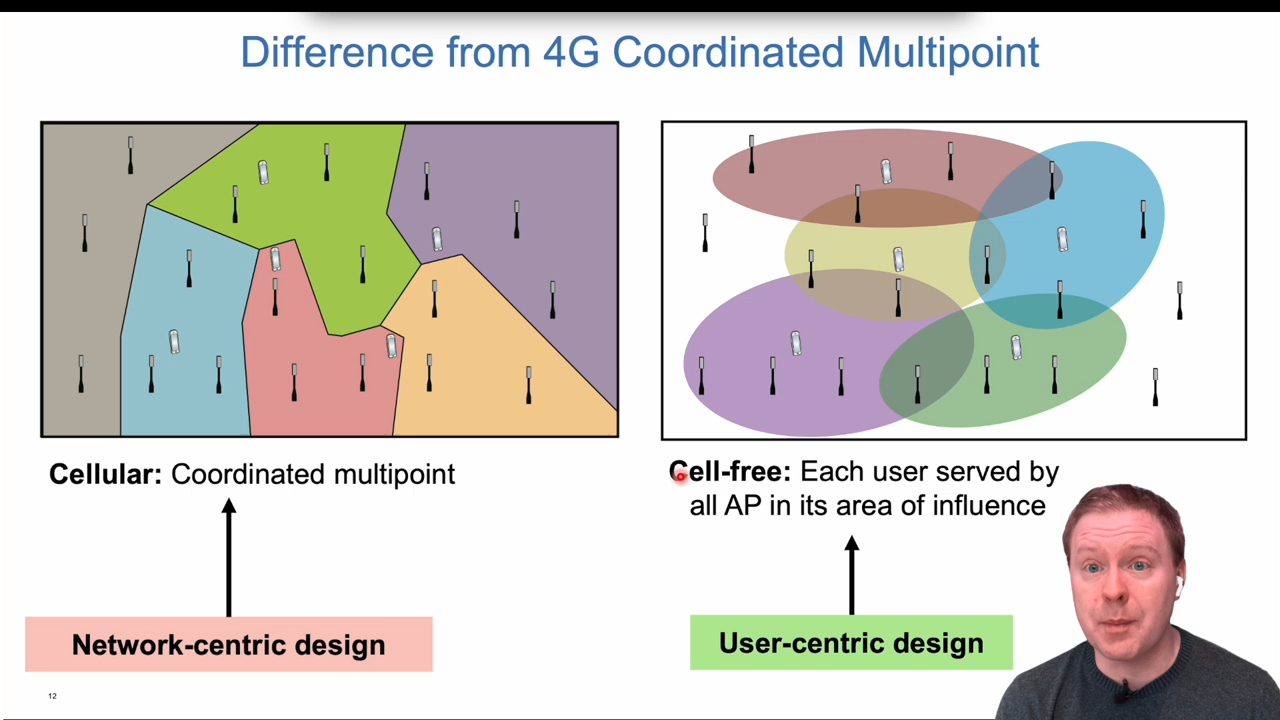 Difference from 4G Coordinated Multipoint
Cellular: Coordinated multipoint
Cell-free: Each user served by
all AP in its area of influence
Network-centric design
User-centric design
12